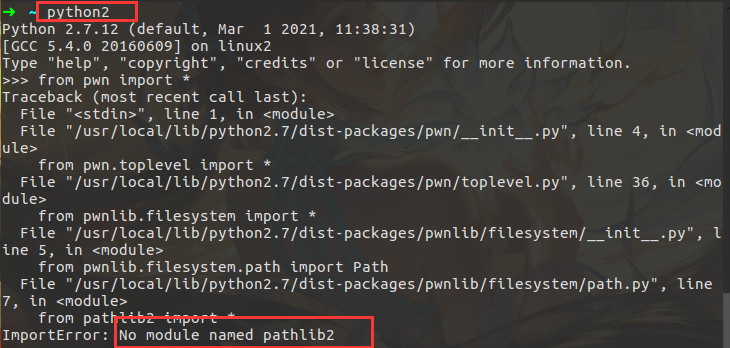 ➜ ~ python2
Python 2.7.12 (default, Mar  1 2021, 11:38:31)
[GCC 5.4.0 20160609] on linux2
Type "help", "copyright", "credits" or "license" for more information.
>>> from pwn import *
Traceback (most recent call last):
  File "<stdin>", line 1, in <module>
  File "/usr/local/lib/python2.7/dist-packages/pwn/__init__.py", line 4, in <mod
ule>
    from pwn.toplevel import *
  File "/usr/local/lib/python2.7/dist-packages/pwn/toplevel.py", line 36, in <mo
dule>
    from pwnlib.filesystem import *
  File "/usr/local/lib/python2.7/dist-packages/pwnlib/filesystem/__init__.py", l
ine 5, in <module>
    from pwnlib.filesystem.path import Path
  File "/usr/local/lib/python2.7/dist-packages/pwnlib/filesystem/path.py", line
7, in <module>
    from pathlib2 import *
ImportError: No module named pathlib2